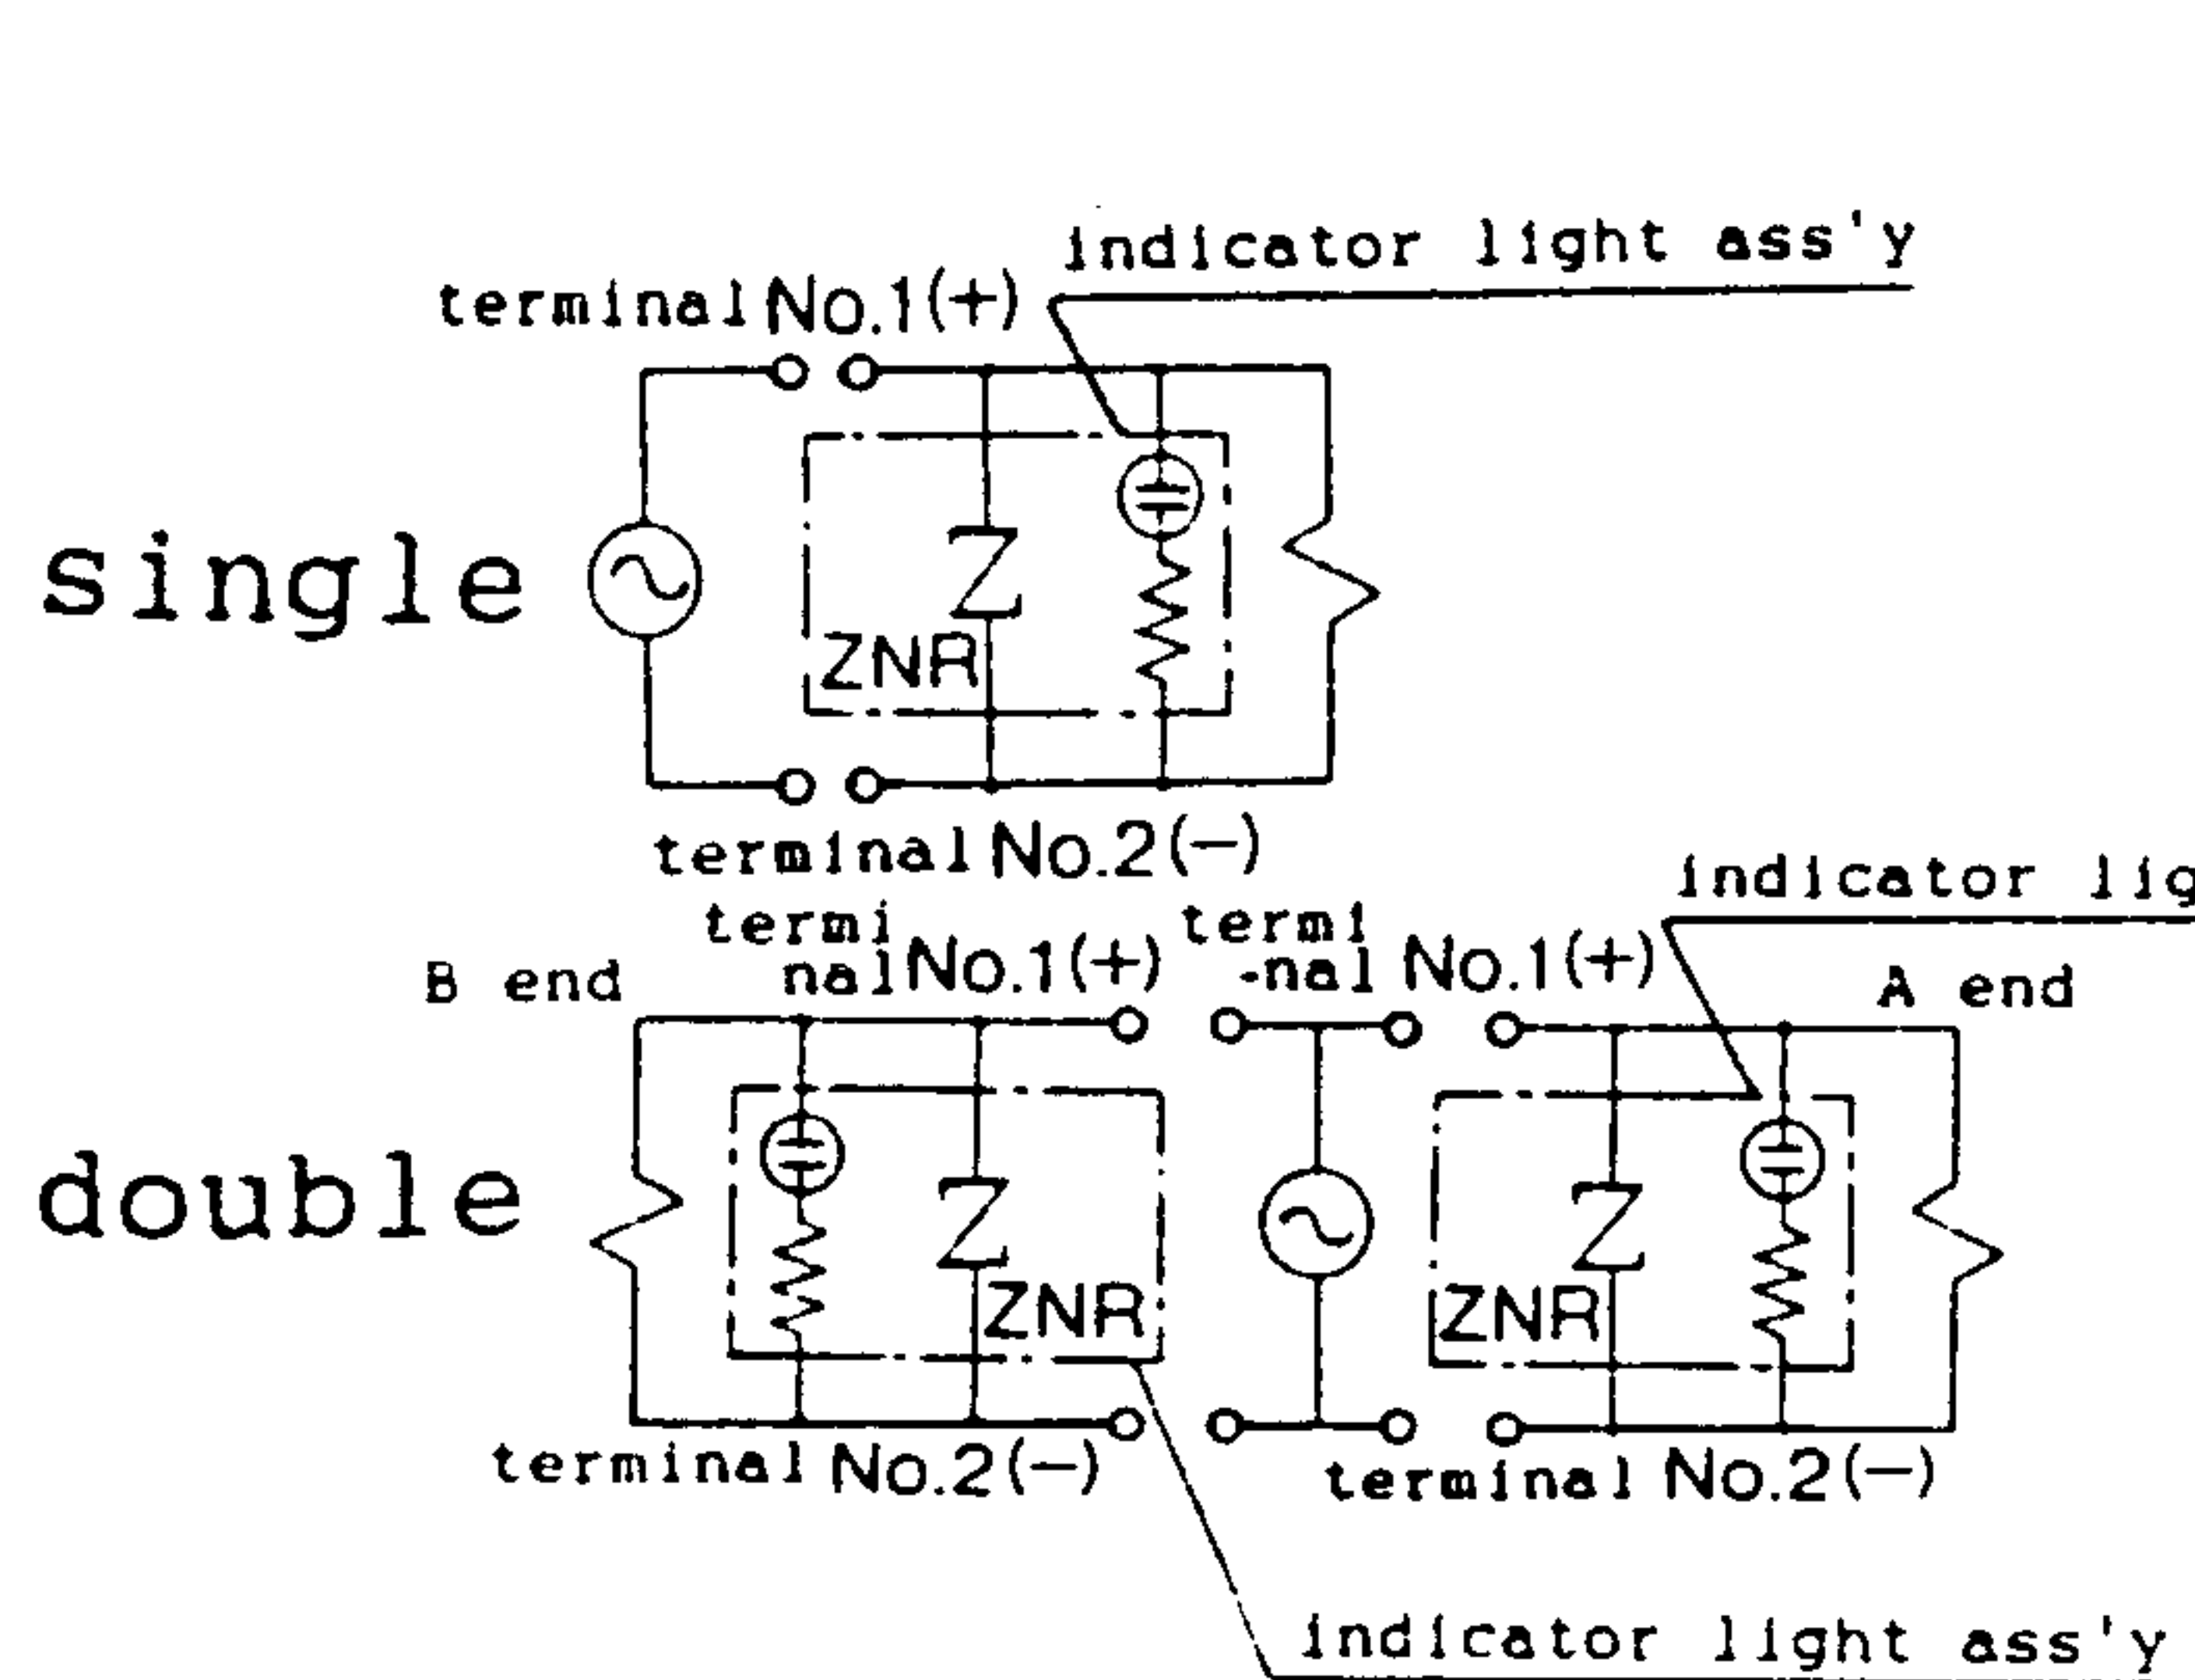 indicator light ass'y
terminal No.1(+)
single
ZNR
terminal No.2(-)
indicator
termi
nal No.1(+)
termi
-nal No.1(+)
B end
A end
double
ZNR
ZNR
terminal No.2(-)
terminal No.2(-)
indicator light ass'y